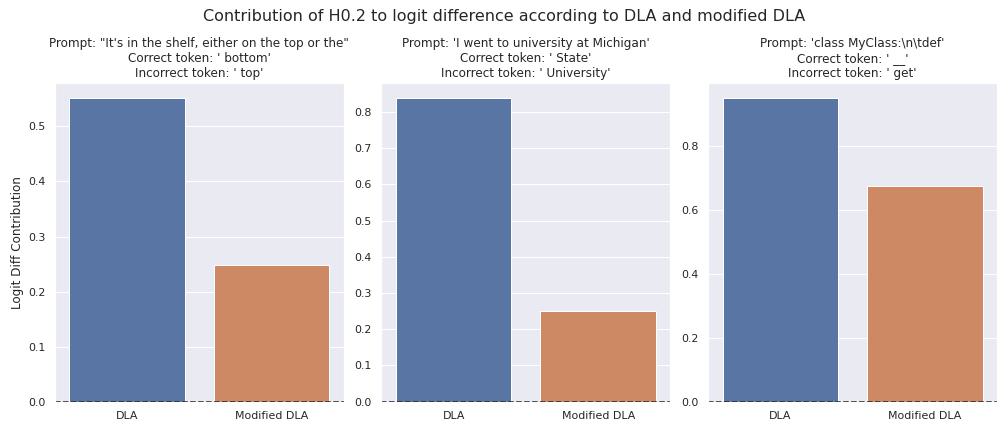 Contribution of H0.2 to logit difference according to DLA and modified DLA
Prompt: "It's in the shelf, either on the top or the"
Correct token: ' bottom'
Incorrect token: ' top'
Logit Diff Contribution
0.5
0.4
0.3
0.2
0.1
0.0
DLA
Modified DLA
Prompt: 'I went to university at Michigan'
Correct token: ' State'
Incorrect token: ' University'
0.8
0.7
0.6
0.5
0.4
0.3
0.2
0.1
0.0
DLA
Modified DLA
Prompt: 'class MyClass:\n\tdef'
Correct token: ' __'
Incorrect token: ' get'
0.8
0.6
0.4
0.2
0.0
DLA
Modified DLA